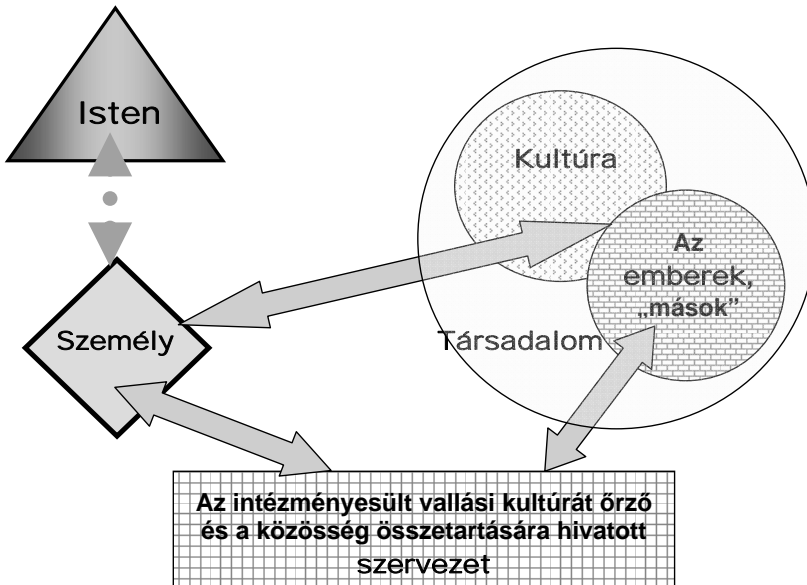 Isten
Kultúra
Az
emberek,
„mások”
Személy
Társadalom
Az intézményesült vallási kultúrát őrző
és a közösség összetartására hivatott
szervezet